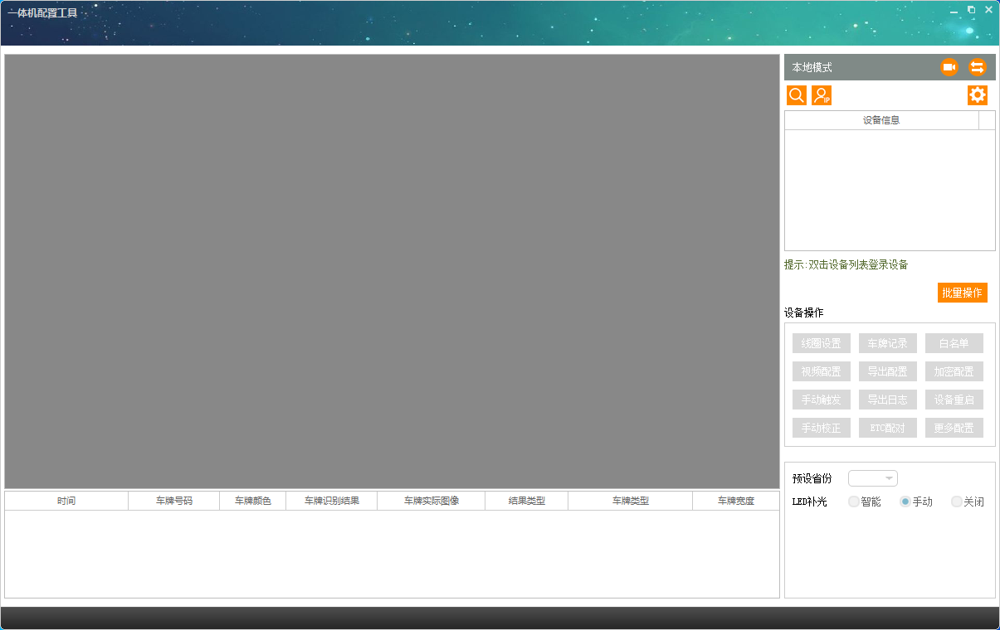 一体机配置工具
本地模式
IP
设备信息
提示:双击设备列表登录设备
批量操作
设备操作
线圈设置 车牌记录 白名单
视频配置 导出配置 加密配置
手动触发 导出日志 设备重启
手动校正 ETC配对 更多配置
预设省份
LED补光 智能 手动 关闭
时间 车牌号码 车牌颜色 车牌识别结果 车牌实际图像 结果类型 车牌类型 车牌宽度